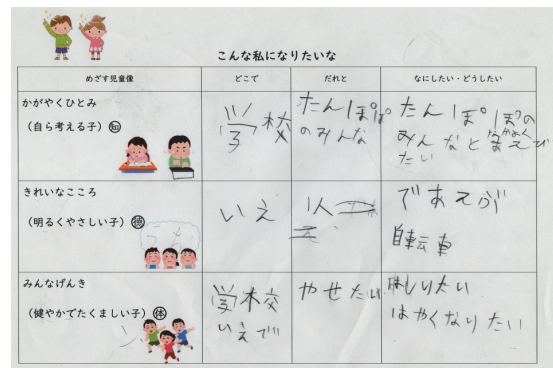 こんな私になりたいな
めざす児童像
どこで
だれと
なにしたい・どうしたい
かがやくひとみ
(自ら考える子) ㊂知
学校
たんぽぽ
のみんな
たんぽぽの
みんなと
たい
きれいなこころ
(明るくやさしい子) 徳
いえ
1人
であそぶ
自転車
みんなげんき
(健やかでたくましい子) 体
学校
いえで
やせたい
はしりたい
はやくなりたい